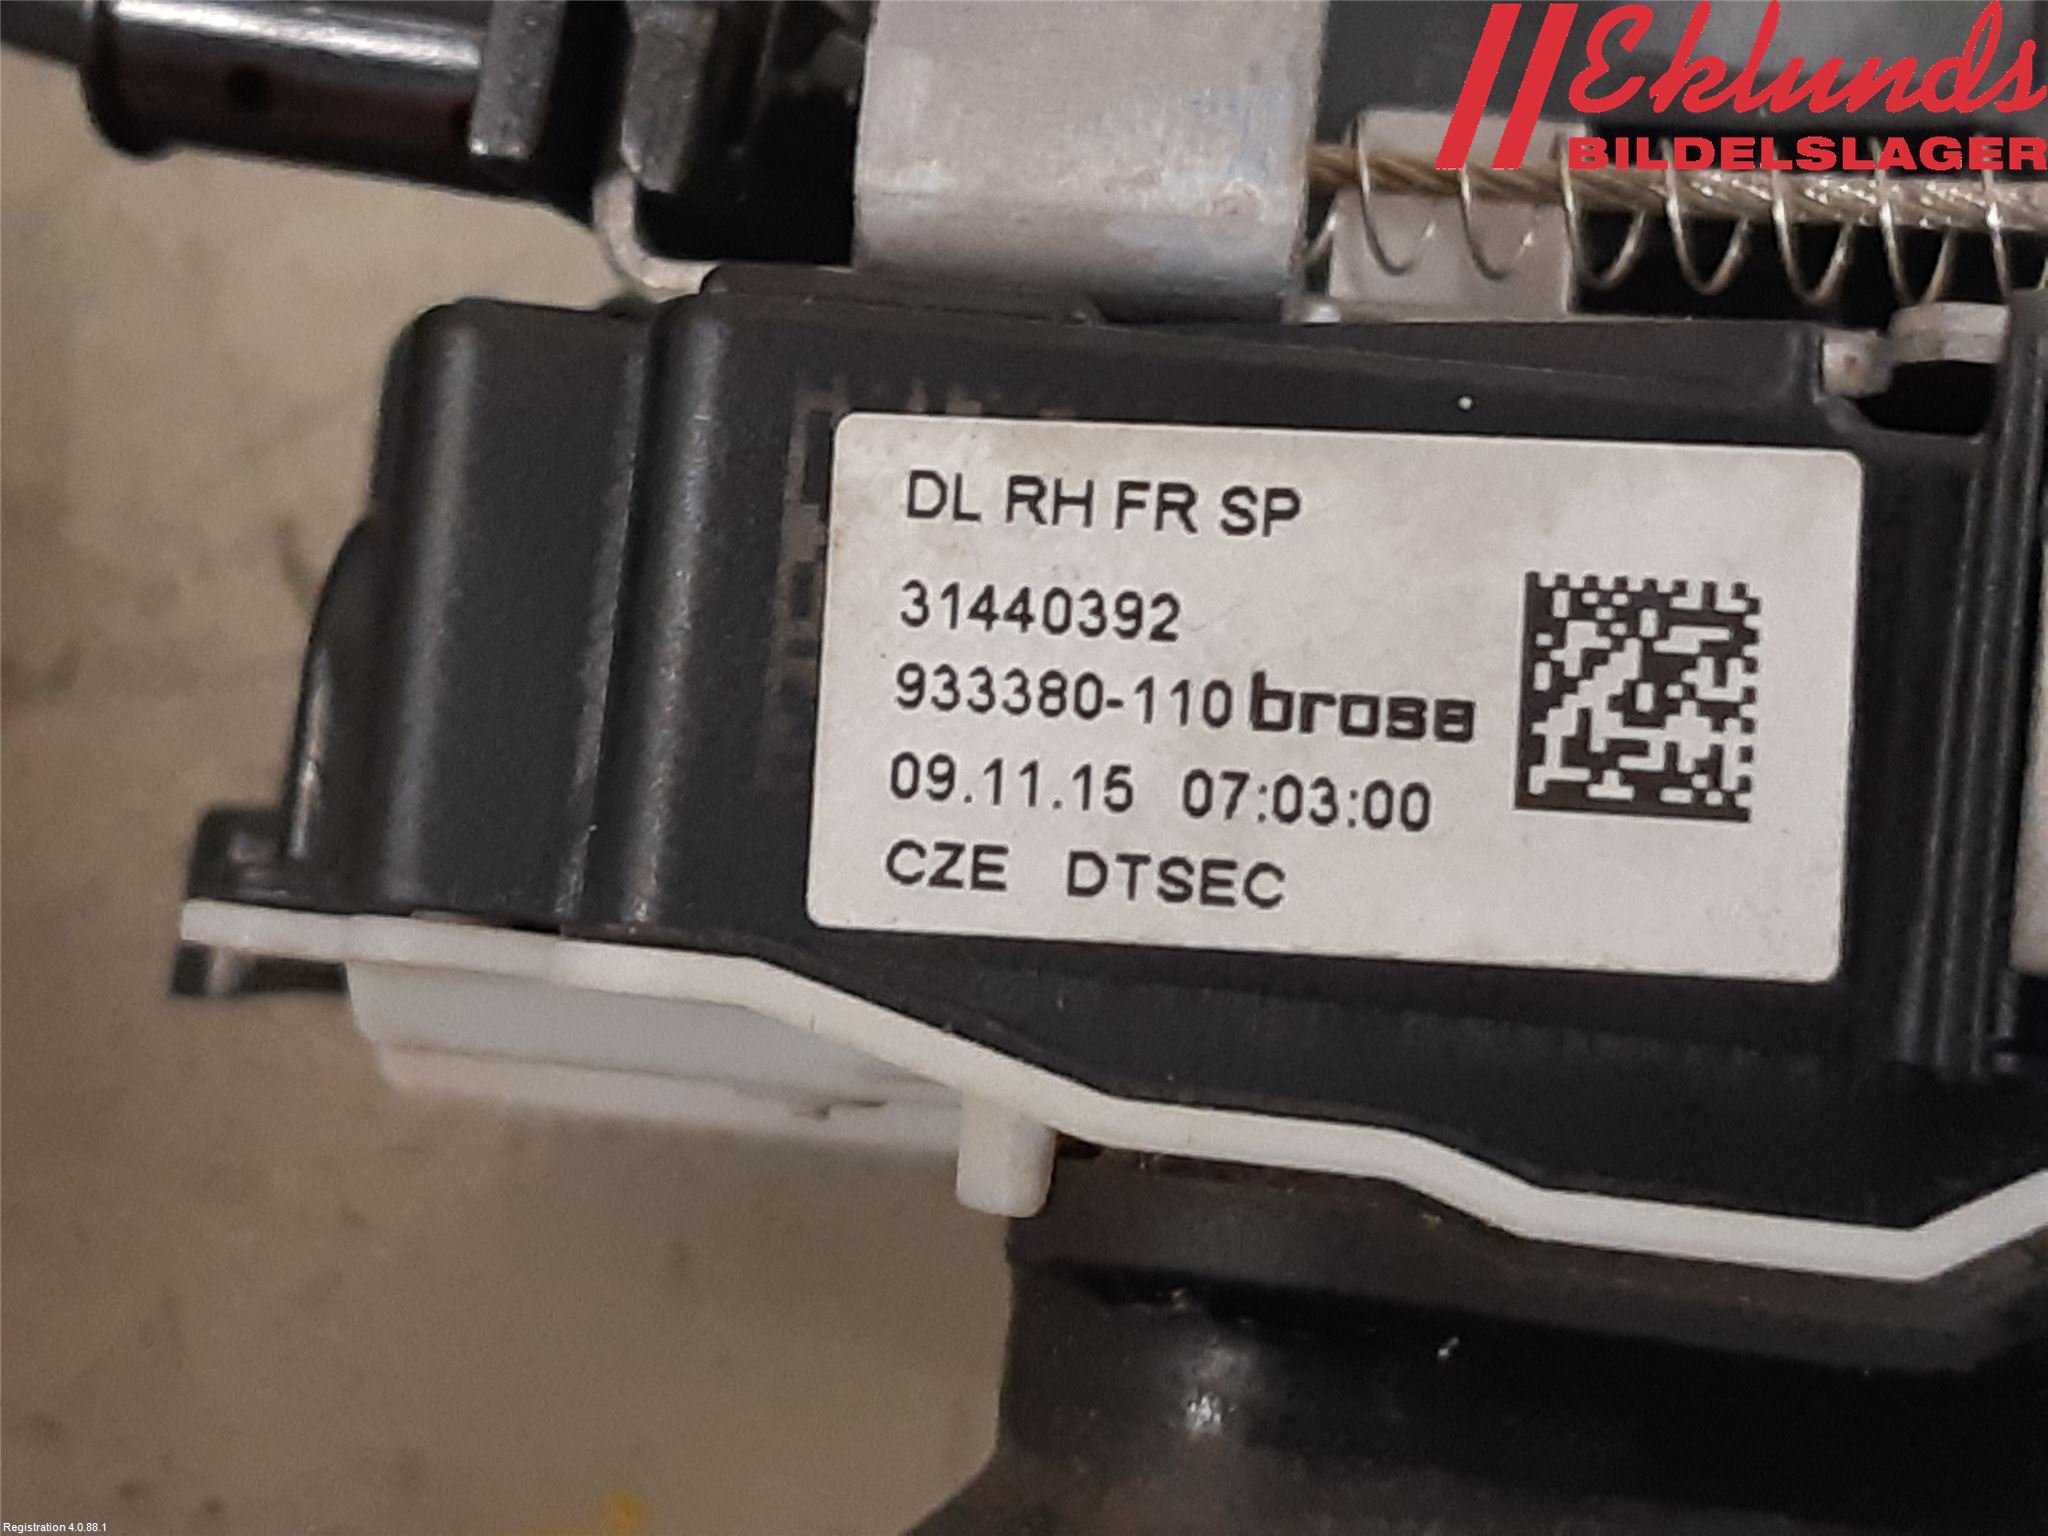 Eklunds
BILDELSLAGER
DL RH FR SP
31440392
933380-110 brose
09.11.15 07:03:00
CZE DTSEC
Registration 4.0.88.1